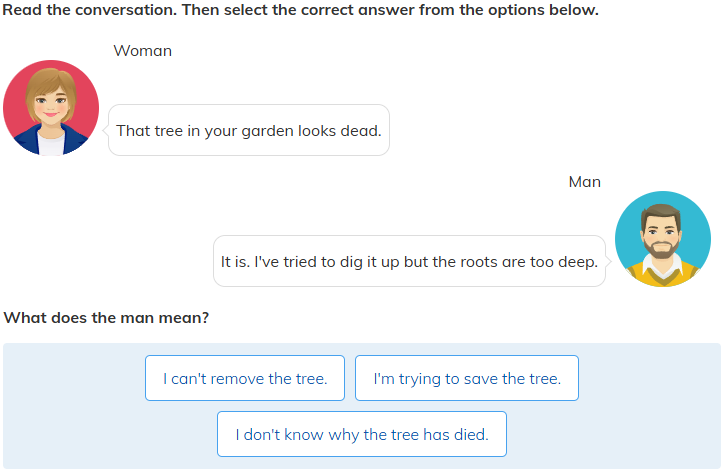 Read the conversation. Then select the correct answer from the options below.
Woman
That tree in your garden looks dead.
Man
It is. I've tried to dig it up but the roots are too deep.
What does the man mean?
I can't remove the tree.
I'm trying to save the tree.
I don't know why the tree has died.